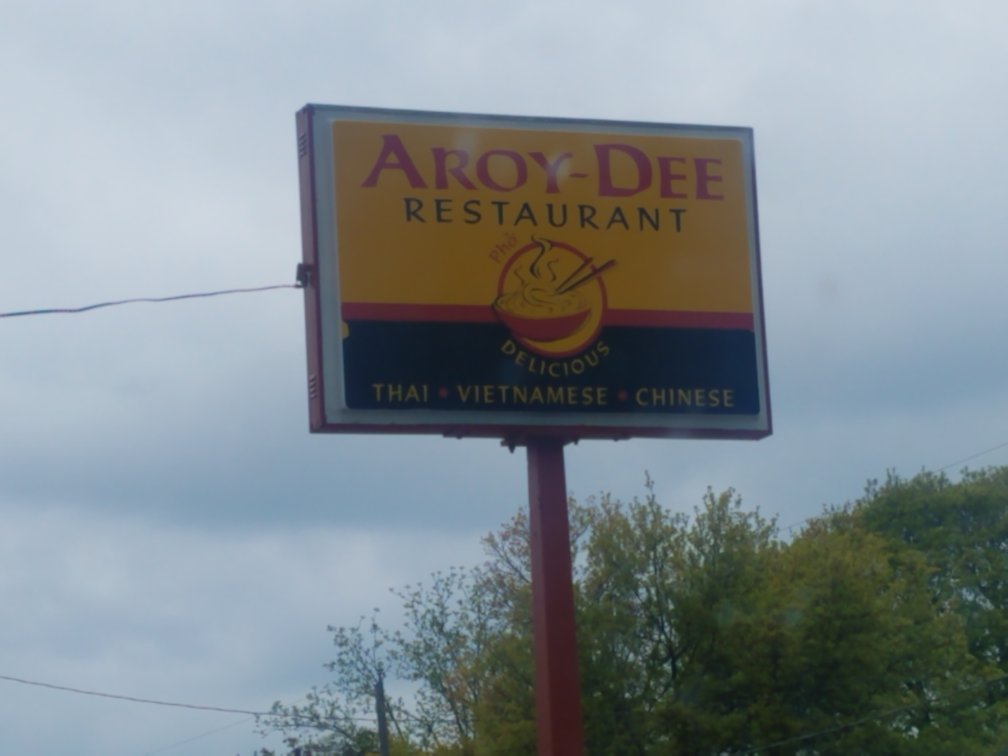 AROY-DEE
RESTAURANT
Phở
DELICIOUS
THAI • VIETNAMESE • CHINESE